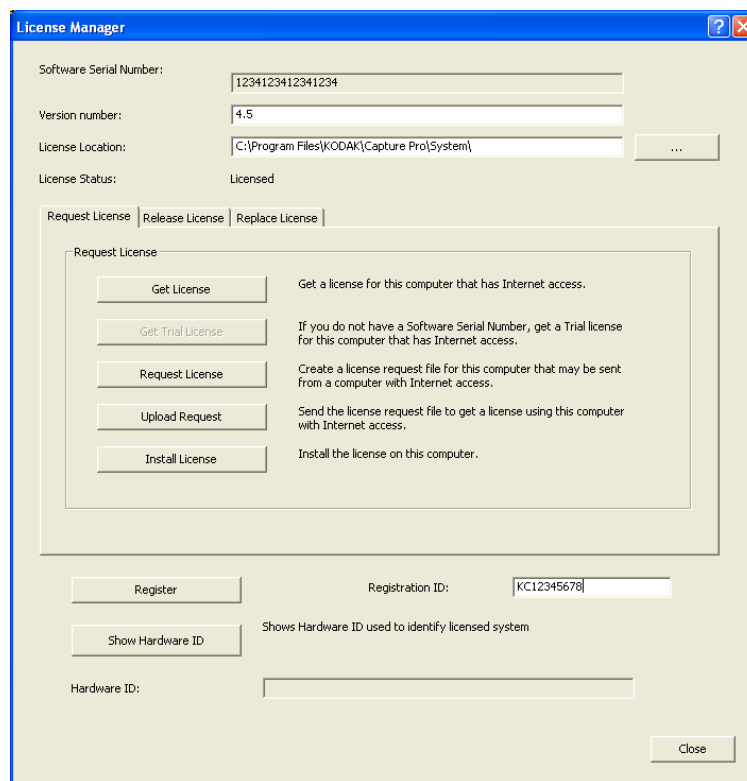 License Manager
Software Serial Number:
1234123412341234
Version number:
4.5
License Location:
C:\Program Files\KODAK\Capture Pro\System\
...
License Status:
Licensed
Request License
Release License
Replace License
Request License
Get License
Get a license for this computer that has Internet access.
Get Trial License
If you do not have a Software Serial Number, get a Trial license
for this computer that has Internet access.
Request License
Create a license request file for this computer that may be sent
from a computer with Internet access.
Upload Request
Send the license request file to get a license using this computer
with Internet access.
Install License
Install the license on this computer.
Register
Registration ID:
KC12345678
Show Hardware ID
Shows Hardware ID used to identify licensed system
Hardware ID:
Close